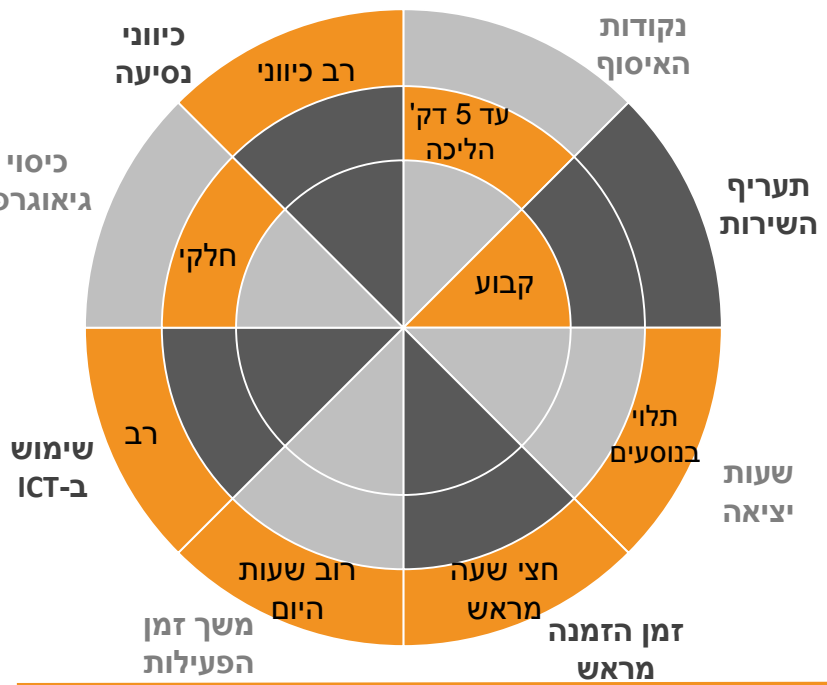 כיווני
נסיעה
נקודות
האיסוף
רב כיווני
עד 5 דק'
הליכה
כיסוי
תעריף
השירות
חלקי
קבוע
שימוש
ב-ICT
רב
תלוי
בנוסעים
שעות
יציאה
רוב שעות
היום
חצי שעה
מראש
משך זמן
הפעילות
זמן הזמנה
מראש